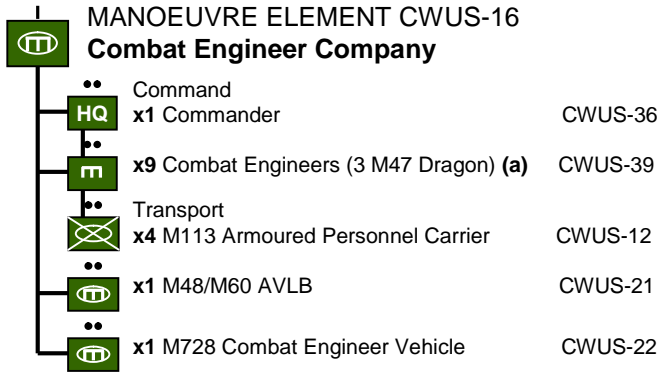 MANOEUVRE ELEMENT CWUS-16
Combat Engineer Company
Command
HQ x1 Commander CWUS-36
x9 Combat Engineers (3 M47 Dragon) (a) CWUS-39
Transport
x4 M113 Armoured Personnel Carrier CWUS-12
x1 M48/M60 AVLB CWUS-21
x1 M728 Combat Engineer Vehicle CWUS-22